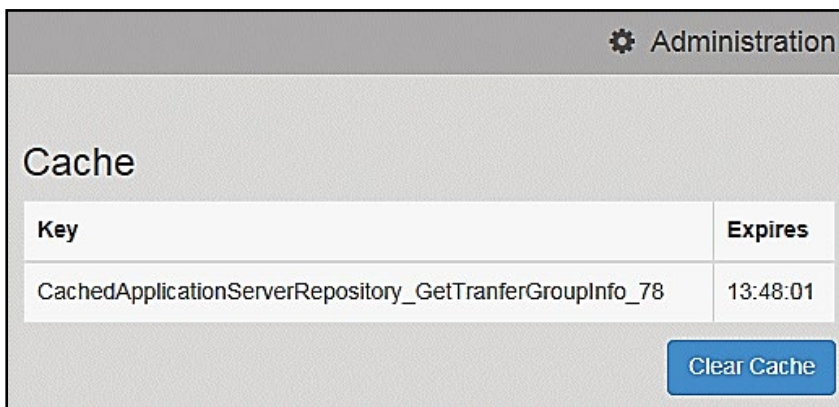 Administration
Cache
Key Expires
CachedApplicationServerRepository_GetTranferGroupInfo_78 13:48:01
Clear Cache